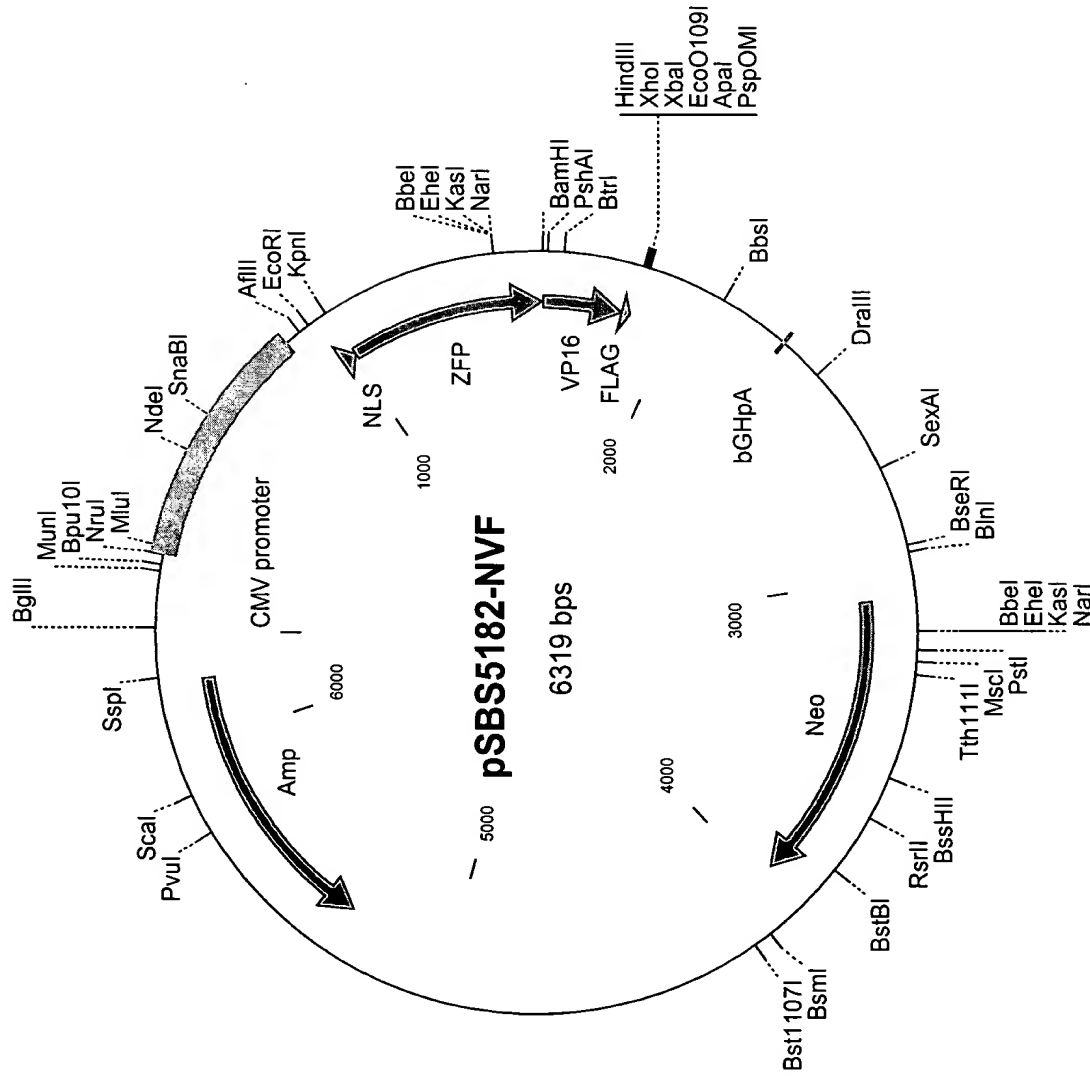 BglII
MunI
Bpu10I
NruI
MluI
NdeI
SnaBI
AflII
EcoRI
KpnI
BbeI
EheI
KasI
NarI
BamHI
PshAI
BtrI
HindIII
XhoI
XbaI
EcoO109I
ApaI
PspOMI
BbsI
DraIII
SexAI
BseRI
BlnI
BbeI
EheI
KasI
NarI
PstI
MscI
Tth111I
BssHII
RsrII
BstBI
BsmI
Bst1107I
PvuI
ScaI
SspI
CMV promoter
NLS
ZFP
VP16
FLAG
bGHpA
Neo
Amp
1000
2000
3000
4000
5000
6000
pSBS5182-NVF
6319 bps